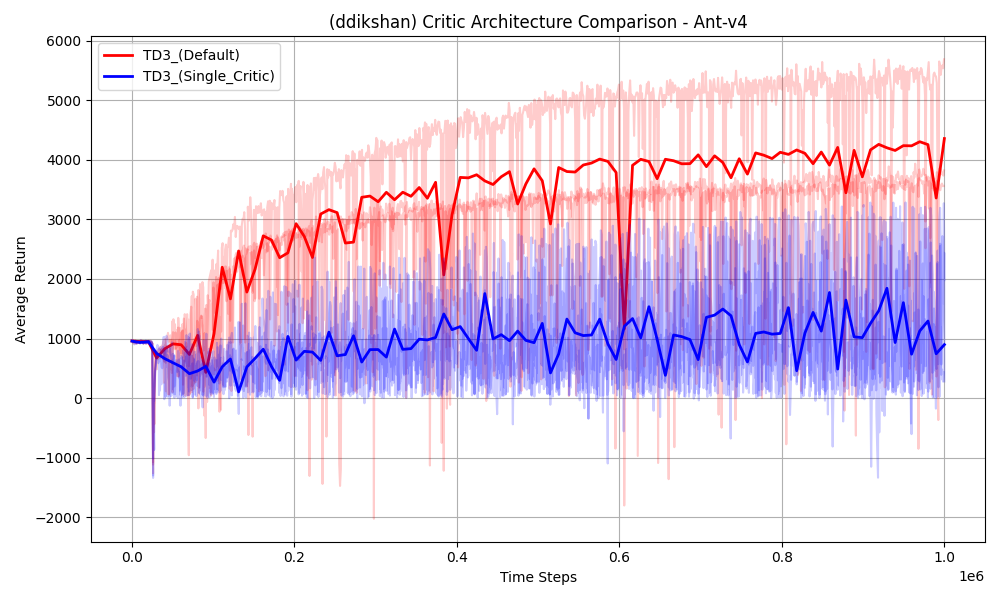 (ddikshan) Critic Architecture Comparison - Ant-v4
TD3_(Default)
TD3_(Single_Critic)
Average Return
6000
5000
4000
3000
2000
1000
0
−1000
−2000
0.0
0.2
0.4
0.6
0.8
1.0
1e6
Time Steps